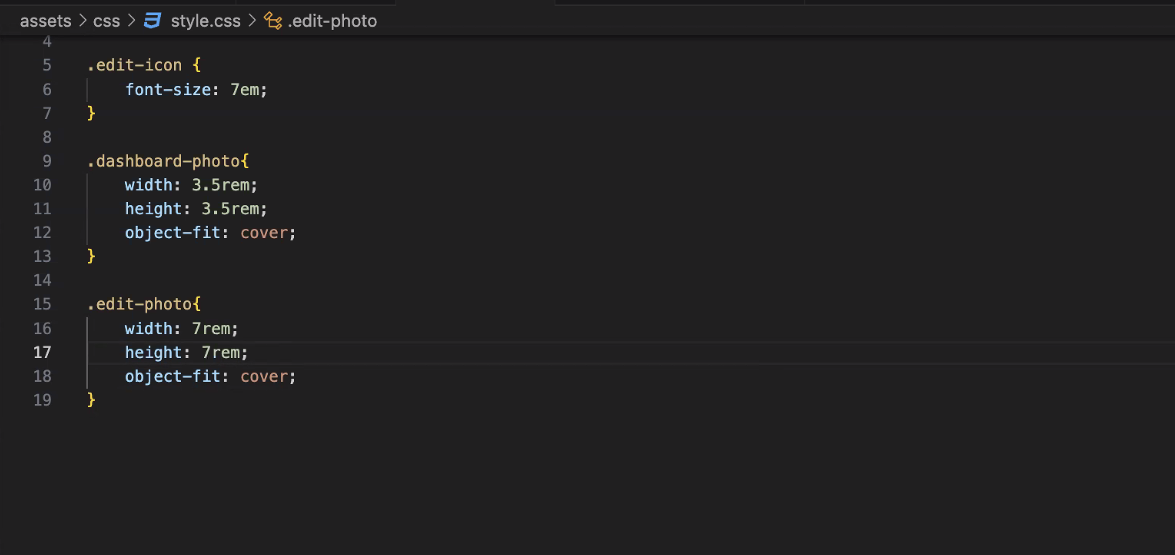 assets > css > style.css > .edit-photo
4
5 .edit-icon {
6 font-size: 7em;
7 }
8
9 .dashboard-photo{
10 width: 3.5rem;
11 height: 3.5rem;
12 object-fit: cover;
13 }
14
15 .edit-photo{
16 width: 7rem;
17 height: 7rem;
18 object-fit: cover;
19 }